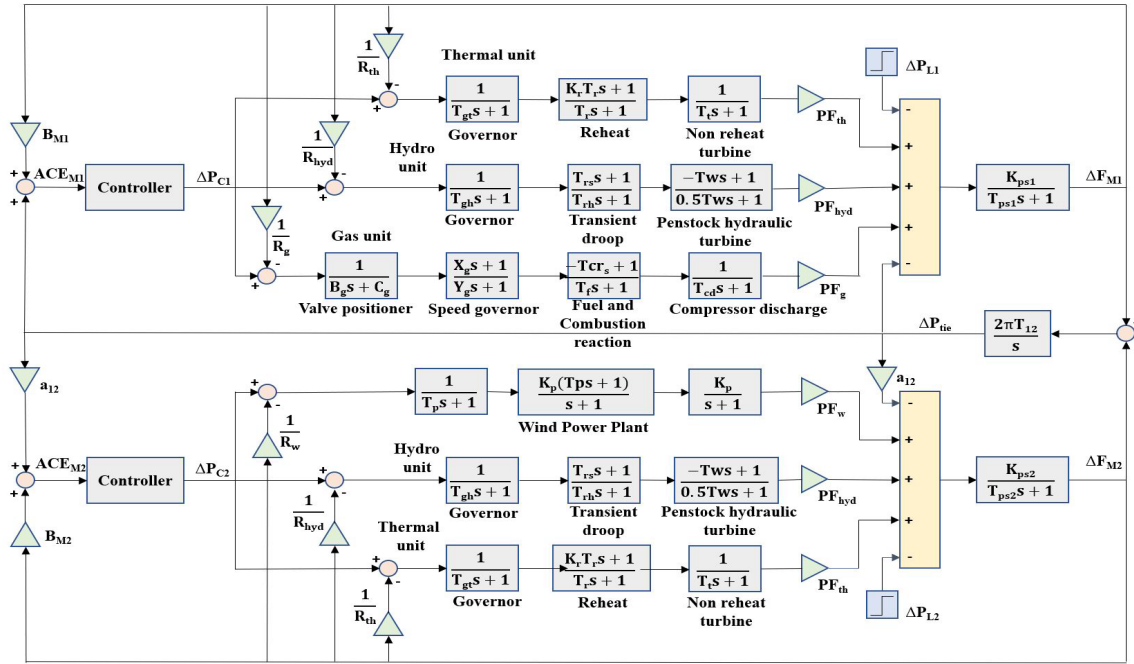 1
R_th
-
+
Thermal unit
1
T_gt s + 1
Governor
K_r T_r s + 1
T_r s + 1
Reheat
1
T_t s + 1
Non reheat
turbine
PF_th
ΔP_L1
B_M1
+
+
ACE_M1
Controller
ΔP_C1
1
R_hyd
-
+
Hydro
unit
1
T_gh s + 1
Governor
T_rs s + 1
T_rh s + 1
Transient
droop
-Tws + 1
0.5Tws + 1
Penstock hydraulic
turbine
PF_hyd
-
+
+
+
-
K_ps1
T_ps1 s + 1
ΔF_M1
1
R_g
-
+
Gas unit
1
B_g s + C_g
Valve positioner
X_g s + 1
Y_g s + 1
Speed governor
-Tcr_s + 1
T_f s + 1
Fuel and
Combustion
reaction
1
T_cd s + 1
Compressor discharge
PF_g
ΔP_tie
2πT_12
s
a_12
a_12
+
-
1
R_w
1
T_p s + 1
K_p(Tps + 1)
s + 1
Wind Power Plant
K_p
s + 1
PF_w
+
+
ACE_M2
Controller
ΔP_C2
B_M2
1
R_hyd
+
-
Hydro
unit
1
T_gh s + 1
Governor
T_rs s + 1
T_rh s + 1
Transient
droop
-Tws + 1
0.5Tws + 1
Penstock hydraulic
turbine
PF_hyd
-
+
+
+
-
K_ps2
T_ps2 s + 1
ΔF_M2
1
R_th
+
-
Thermal
unit
1
T_gt s + 1
Governor
K_r T_r s + 1
T_r s + 1
Reheat
1
T_t s + 1
Non reheat
turbine
PF_th
ΔP_L2